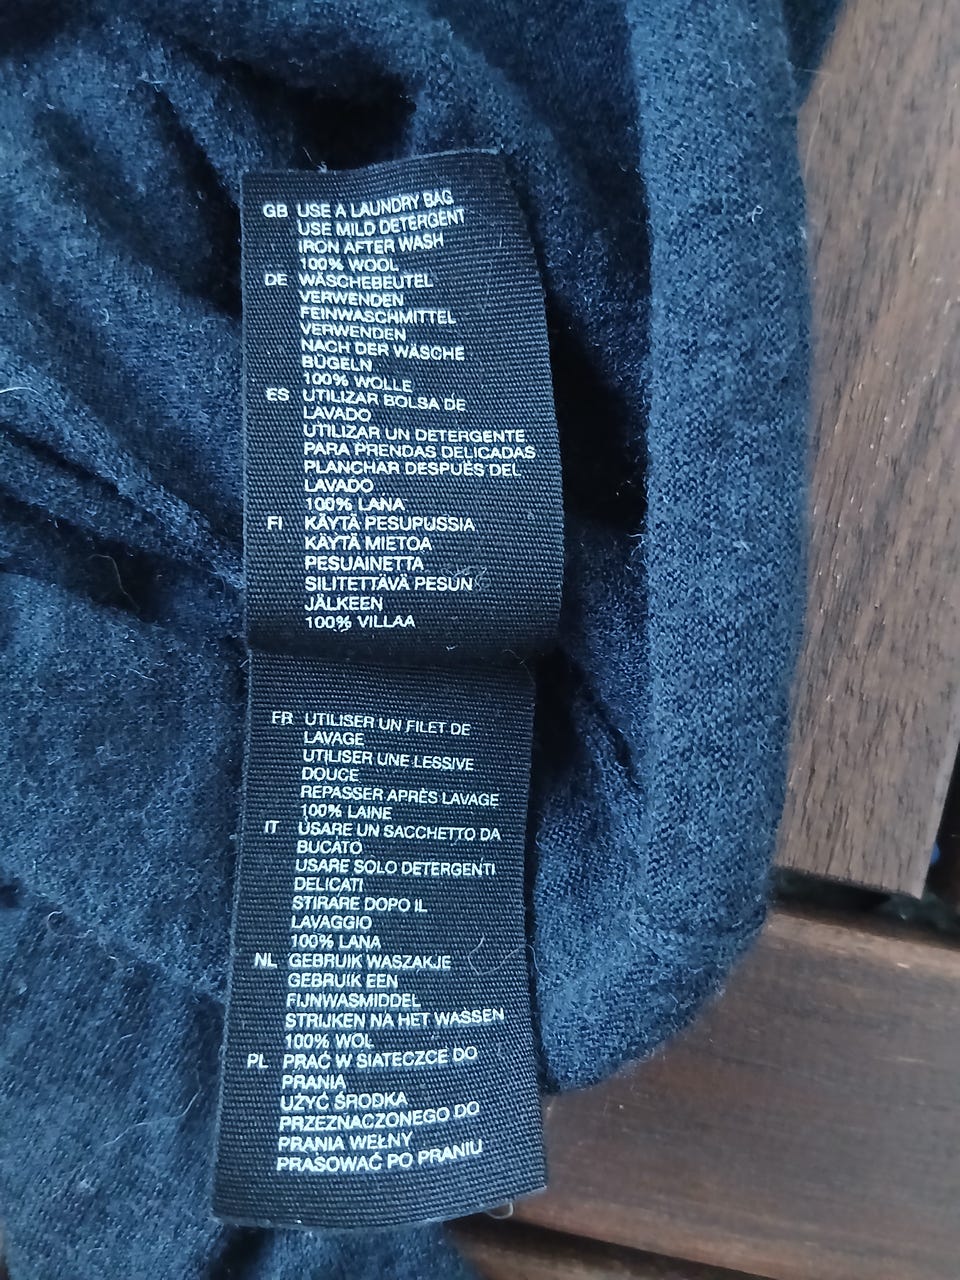 GB USE A LAUNDRY BAG
USE MILD DETERGENT
IRON AFTER WASH
100% WOOL
DE WÄSCHEBEUTEL
VERWENDEN
FEINWASCHMITTEL
VERWENDEN
NACH DER WÄSCHE
BÜGELN
100% WOLLE
ES UTILIZAR BOLSA DE
LAVADO
UTILIZAR UN DETERGENTE
PARA PRENDAS DELICADAS
PLANCHAR DESPUÉS DEL
LAVADO
100% LANA
FI KÄYTÄ PESUPUSSIA
KÄYTÄ MIETOA
PESUAINETTA
SILITETTÄVÄ PESUN
JÄLKEEN
100% VILLAA
FR UTILISER UN FILET DE
LAVAGE
UTILISER UNE LESSIVE
DOUCE
REPASSER APRÈS LAVAGE
100% LAINE
IT USARE UN SACCHETTO DA
BUCATO
USARE SOLO DETERGENTI
DELICATI
STIRARE DOPO IL
LAVAGGIO
100% LANA
NL GEBRUIK WASZAKJE
GEBRUIK EEN
FIJNWASMIDDEL
STRIJKEN NA HET WASSEN
100% WOL
PL PRAĆ W SIATECZCE DO
PRANIA
UŻYĆ ŚRODKA
PRZEZNACZONEGO DO
PRANIA WEŁNY
PRASOWAĆ PO PRANIU